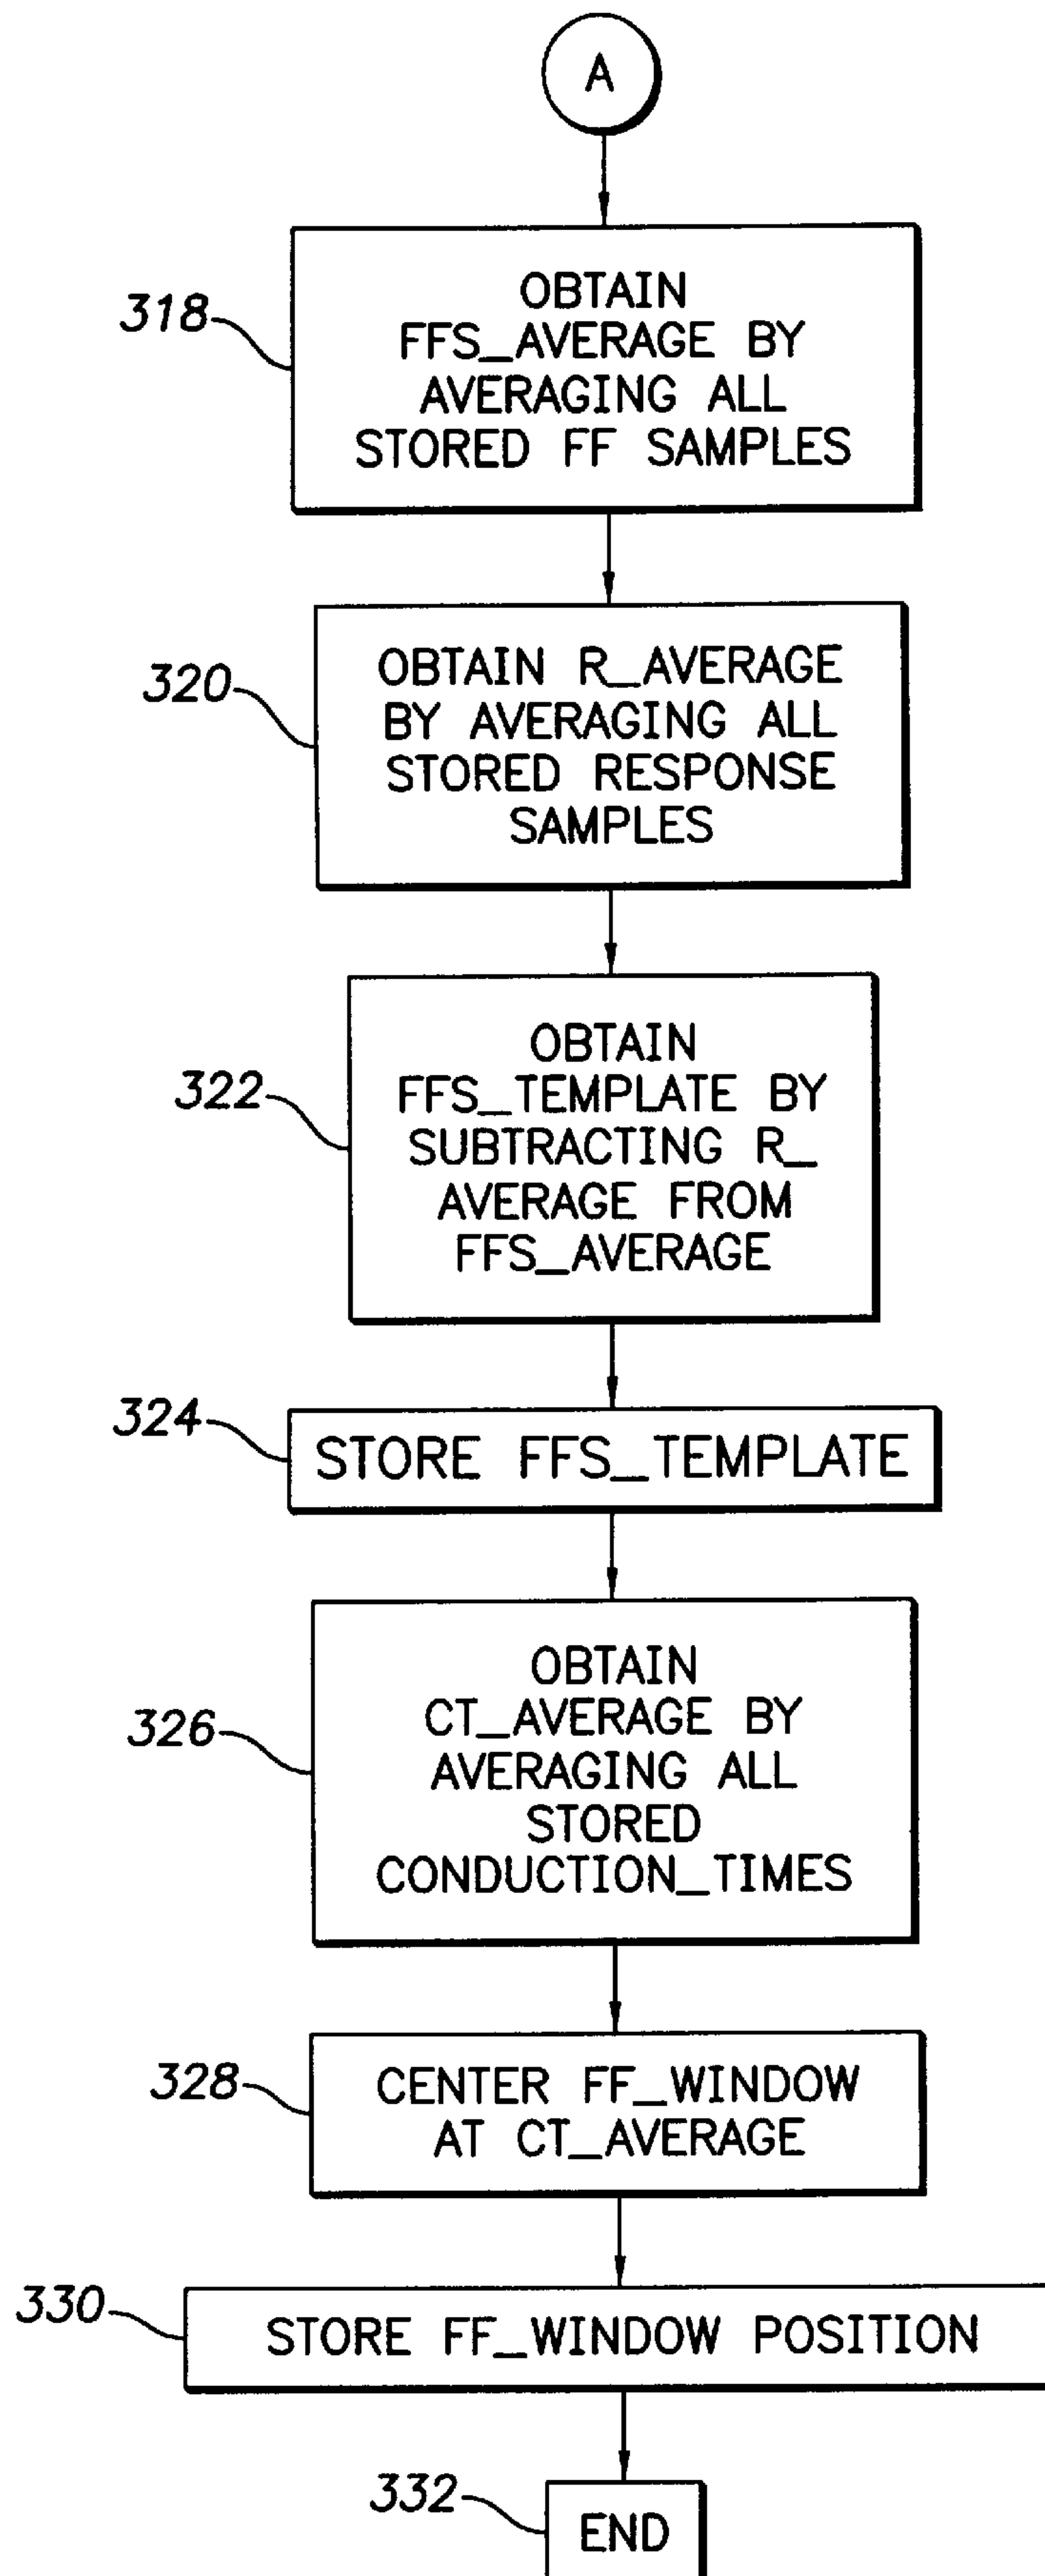 A
318
OBTAIN
FFS_AVERAGE BY
AVERAGING ALL
STORED FF SAMPLES
320
OBTAIN R_AVERAGE
BY AVERAGING ALL
STORED RESPONSE
SAMPLES
322
OBTAIN
FFS_TEMPLATE BY
SUBTRACTING R_
AVERAGE FROM
FFS_AVERAGE
324
STORE FFS_TEMPLATE
326
OBTAIN
CT_AVERAGE BY
AVERAGING ALL
STORED
CONDUCTION_TIMES
328
CENTER FF_WINDOW
AT CT_AVERAGE
330
STORE FF_WINDOW POSITION
332
END